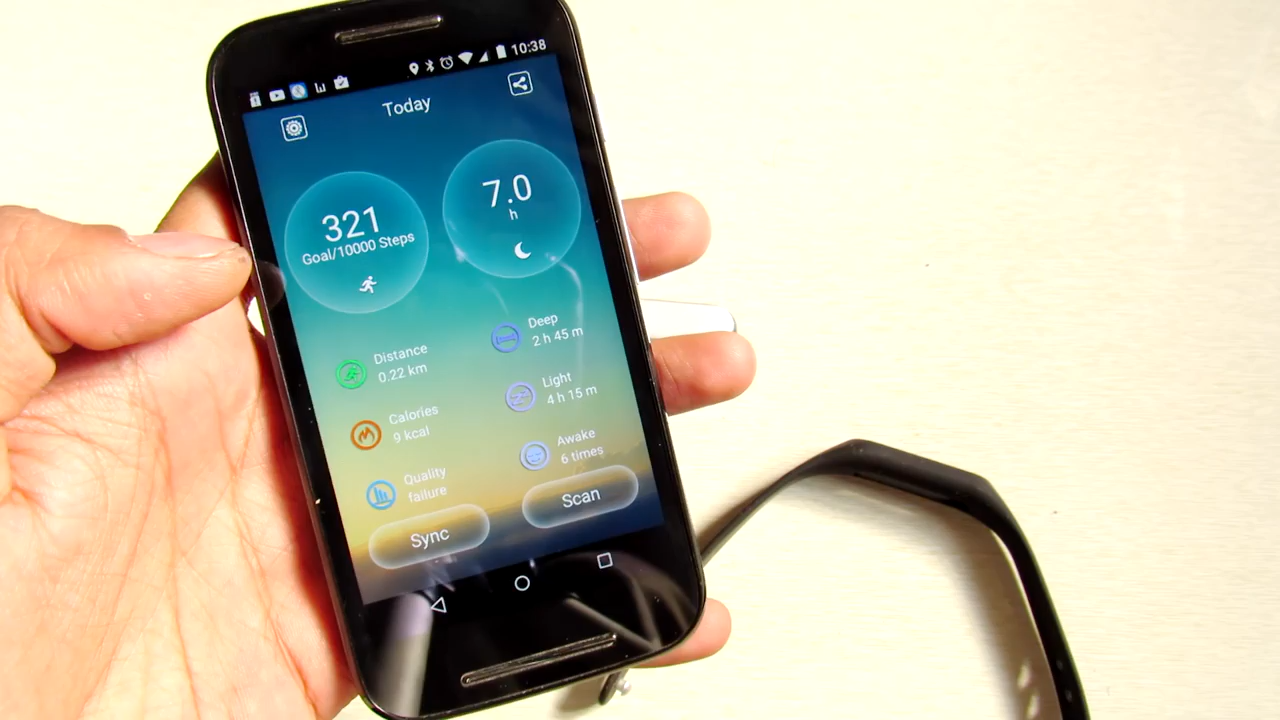 10:38
Today
321
Goal/10000 Steps
7.0
h
Distance
0.22 km
Calories
9 kcal
Quality
failure
Deep
2 h 45 m
Light
4 h 15 m
Awake
6 times
Sync
Scan